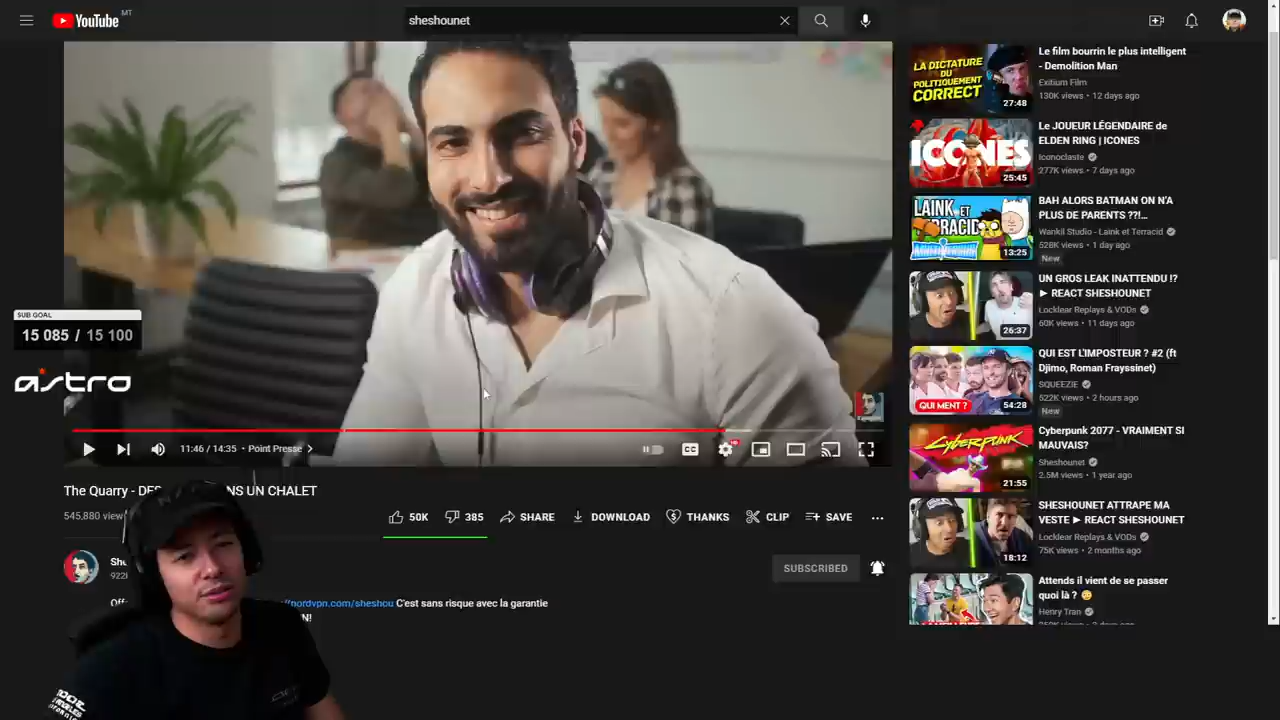 YouTube MT
sheshounet
SUB GOAL
15 085 / 15 100
astro
11:46 / 14:35 • Point Presse
CC
The Quarry -
NS UN CHALET
545,880 view
50K
385
SHARE
DOWNLOAD
THANKS
CLIP
SAVE
She
SUBSCRIBED
//nordvpn.com/sheshou C'est sans risque avec la garantie
N!
LA DICTATURE
DU
POLITIQUEMENT
CORRECT
27:48
Le film bourrin le plus intelligent
- Demolition Man
Exitium Film
130K views • 12 days ago
ICONES
25:45
Le JOUEUR LÉGENDAIRE de
ELDEN RING | ICONES
Iconoclaste
277K views • 7 days ago
LAINK ET
TERRACID
MULTIVERSUS
13:25
BAH ALORS BATMAN ON N'A
PLUS DE PARENTS ??!...
Wankil Studio - Laink et Terracid
528K views • 1 day ago
New
26:37
UN GROS LEAK INATTENDU !?
► REACT SHESHOUNET
Locklear Replays & VODs
60K views • 11 days ago
QUI MENT ?
54:28
QUI EST L'IMPOSTEUR ? #2 (ft
Djimo, Roman Frayssinet)
SQUEEZIE
522K views • 2 hours ago
New
CYBERPUNK
21:55
Cyberpunk 2077 - VRAIMENT SI
MAUVAIS?
Sheshounet
2.5M views • 1 year ago
18:12
SHESHOUNET ATTRAPE MA
VESTE ► REACT SHESHOUNET
Locklear Replays & VODs
75K views • 2 months ago
Attends il vient de se passer
quoi là ?
Henry Tran